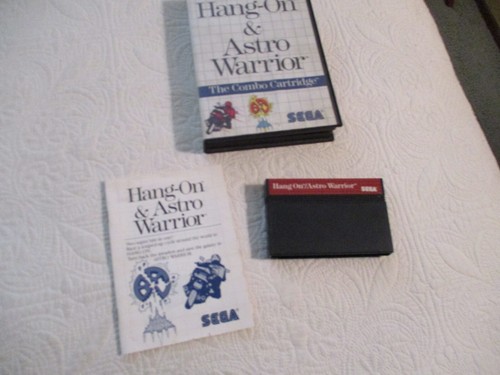 Hang-On
&
Astro
Warrior
The Combo Cartridge
SEGA
Hang On/Astro Warrior
SEGA
Hang-On
& Astro
Warrior
SEGA